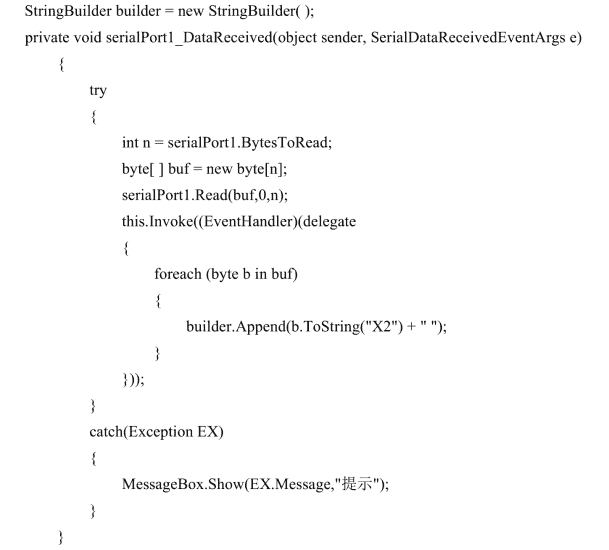 StringBuilder builder = new StringBuilder( );
private void serialPort1_DataReceived(object sender, SerialDataReceivedEventArgs e)
{
try
{
int n = serialPort1.BytesToRead;
byte[ ] buf = new byte[n];
serialPort1.Read(buf,0,n);
this.Invoke((EventHandler)(delegate
{
foreach (byte b in buf)
{
builder.Append(b.ToString("X2") + " ");
}
}));
}
catch(Exception EX)
{
MessageBox.Show(EX.Message,"提示");
}
}